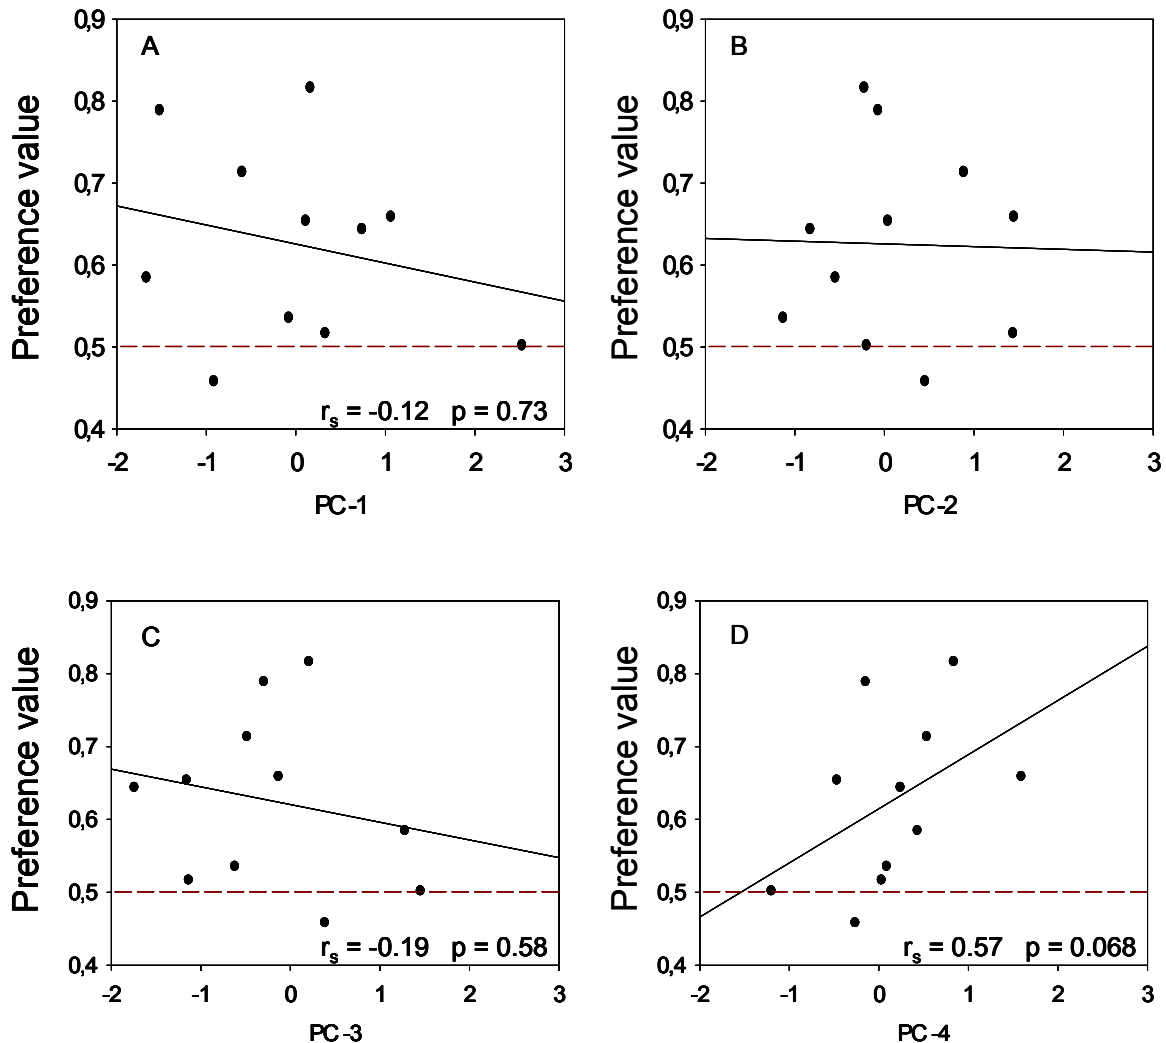 A
Preference value
0,9
0,8
0,7
0,6
0,5
0,4
r_s = -0.12 p = 0.73
-2 -1 0 1 2 3
PC-1
B
Preference value
0,9
0,8
0,7
0,6
0,5
0,4
-2 -1 0 1 2 3
PC-2
C
Preference value
0,9
0,8
0,7
0,6
0,5
0,4
r_s = -0.19 p = 0.58
-2 -1 0 1 2 3
PC-3
D
Preference value
0,9
0,8
0,7
0,6
0,5
0,4
r_s = 0.57 p = 0.068
-2 -1 0 1 2 3
PC-4